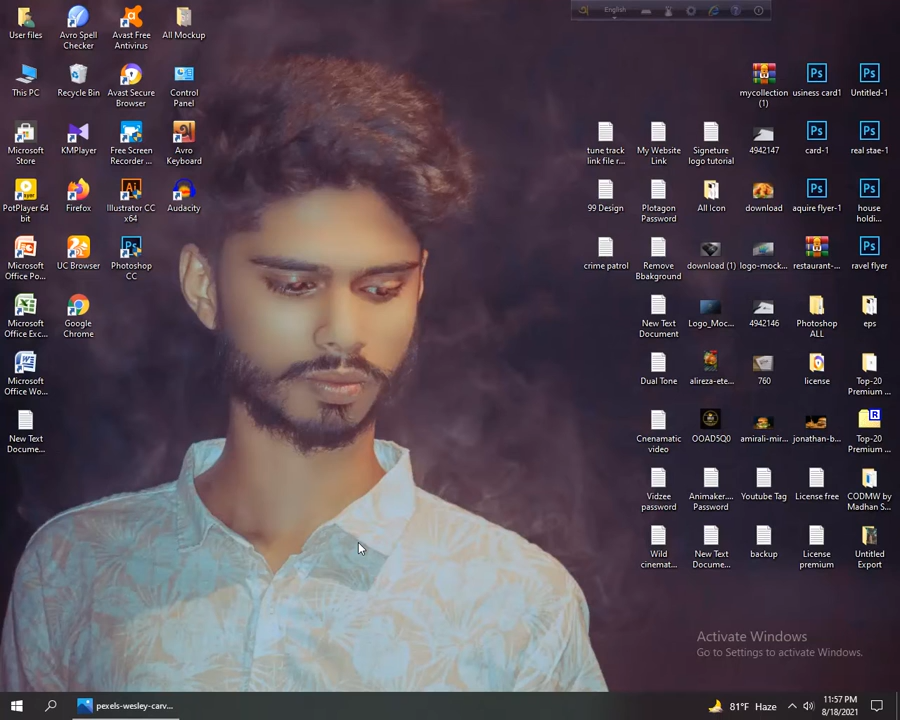 English
User files
Avro Spell
Checker
Avast Free
Antivirus
All Mockup
This PC
Recycle Bin
Avast Secure
Browser
Control
Panel
mycollection
(1)
usiness card1
Untitled-1
Microsoft
Store
KMPlayer
Free Screen
Recorder ...
Avro
Keyboard
tune track
link file r...
My Website
Link
Signeture
logo tutorial
4942147
card-1
real stae-1
PotPlayer 64
bit
Firefox
Illustrator CC
x64
Audacity
99 Design
Plotagon
Password
All Icon
download
aquire flyer-1
house
holdi...
Microsoft
Office Po...
UC Browser
Photoshop
CC
crime patrol
Remove
Bbakground
download (1)
logo-mock...
restaurant-...
ravel flyer
Microsoft
Office Exc...
Google
Chrome
New Text
Document
Logo_Moc...
4942146
Photoshop
ALL
eps
Microsoft
Office Wo...
Dual Tone
alireza-ete...
760
license
Top-20
Premium ...
New Text
Docume...
Cnenamatic
video
OOAD5Q0
amirali-mir...
jonathan-b...
Top-20
Premium ...
Vidzee
password
Animaker....
Password
Youtube Tag
License free
CODMW by
Madhan S...
Wild
cinemat...
New Text
Docume...
backup
License
premium
Untitled
Export
Activate Windows
Go to Settings to activate Windows.
pexels-wesley-carv...
81°F Haze
11:57 PM
8/18/2021